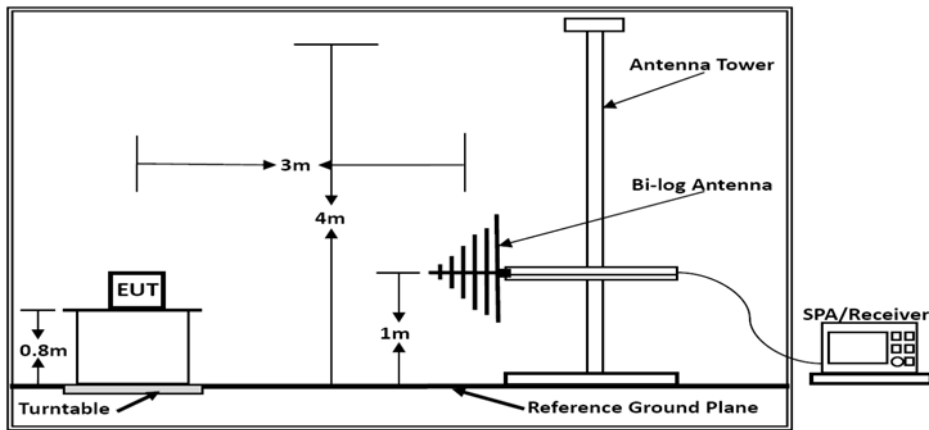 Antenna Tower
3m
Bi-log Antenna
4m
EUT
SPA/Receiver
1m
0.8m
Turntable
Reference Ground Plane